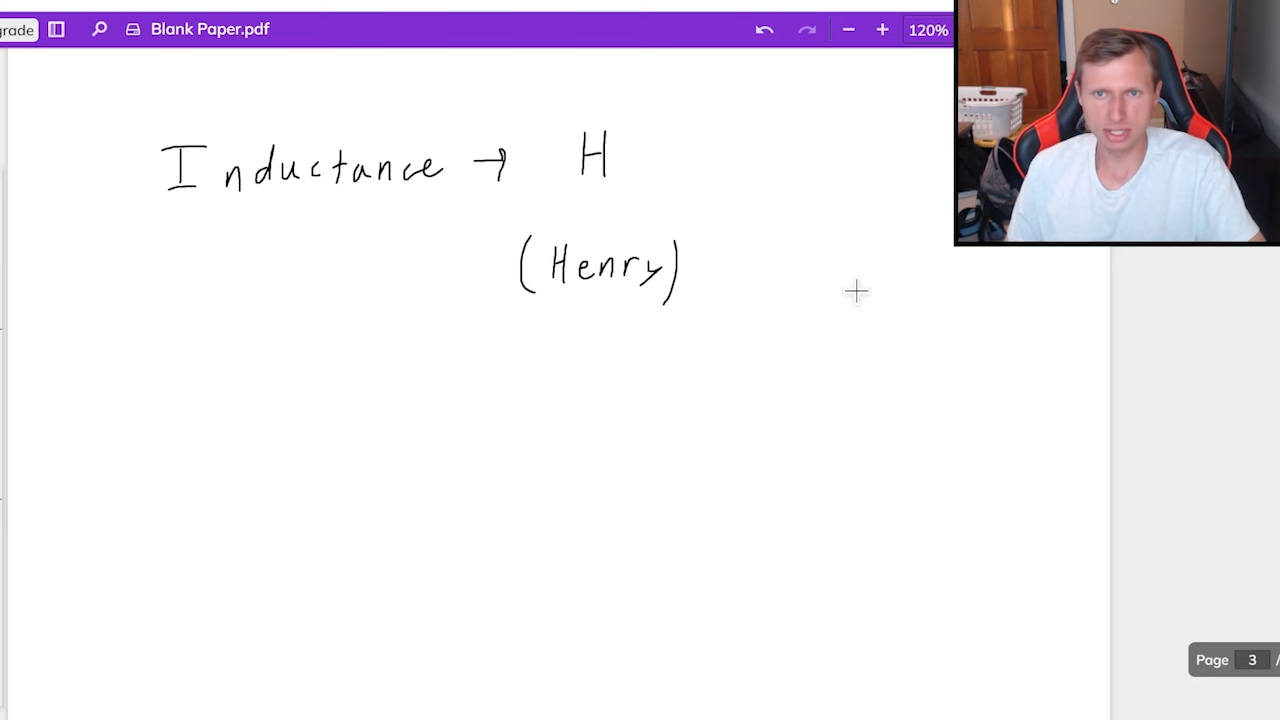 grade Blank Paper.pdf 120%
Inductance → H
(Henry)
Page 3 /